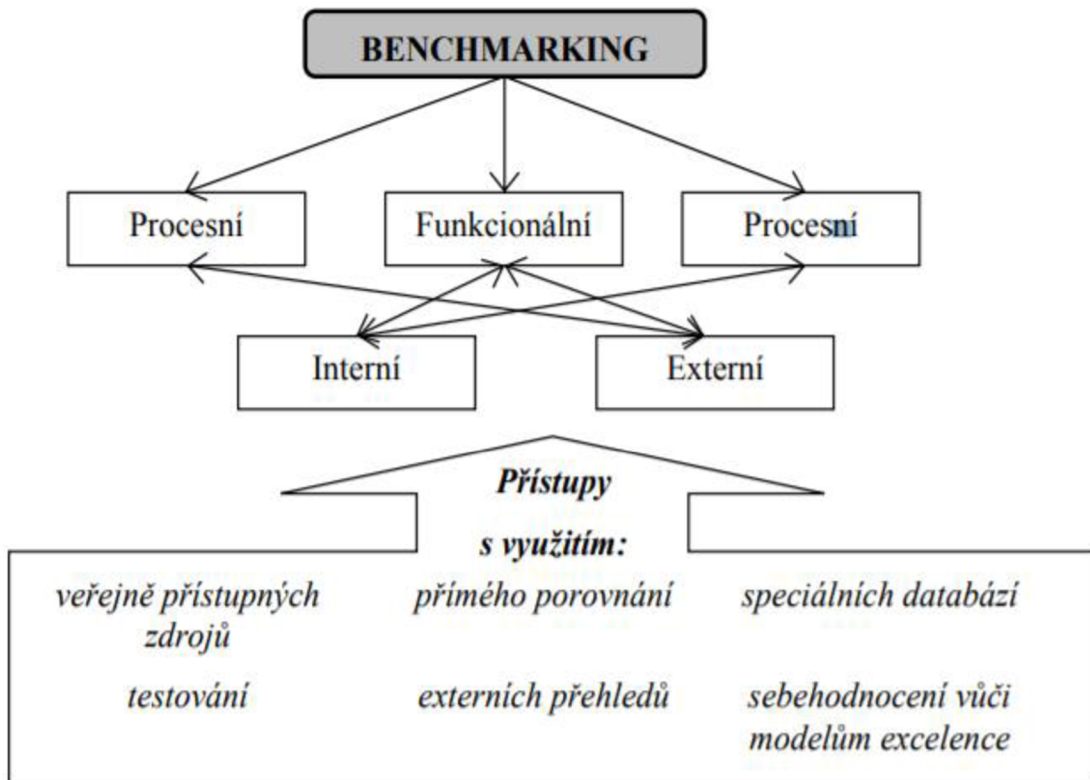 BENCHMARKING
Procesní
Funkcionální
Procesní
Interní
Externí
Přístupy
s využitím:
veřejně přístupných
zdrojů
přímého porovnání
speciálních databází
testování
externích přehledů
sebehodnocení vůči
modelům excelence